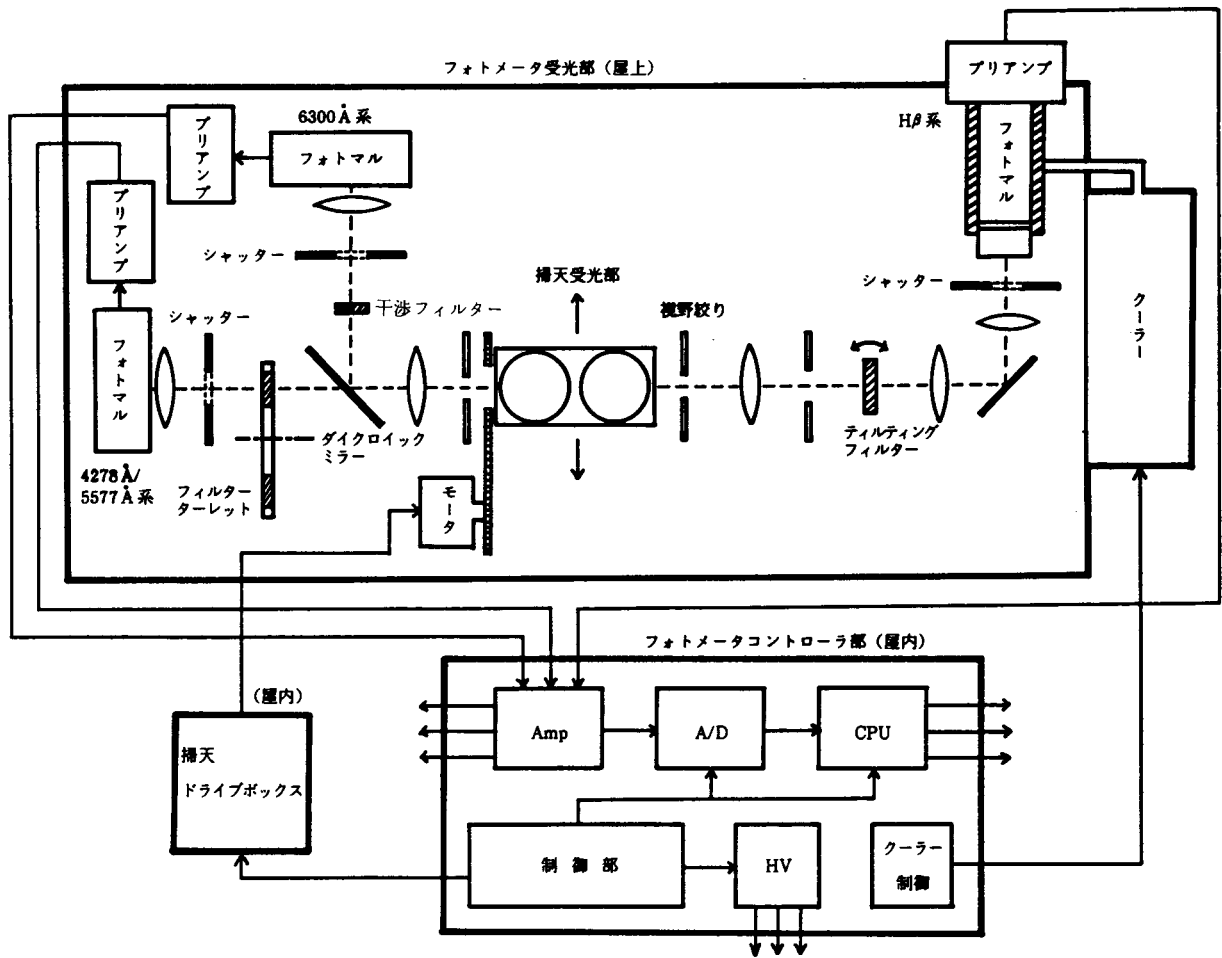 フォトメータ受光部(屋上)
プリアンプ
プリアンプ
6300Å系
フォトマル
Hβ系
フォトマル
プリアンプ
シャッター
掃天受光部
視野絞り
シャッター
クーラー
シャッター
干渉フィルター
フォトマル
ダイクロイック
ミラー
ティルティング
フィルター
4278Å/
5577Å系
フィルター
ターレット
モータ
フォトメータコントローラ部(屋内)
(屋内)
掃天
ドライブボックス
Amp
A/D
CPU
制御部
HV
クーラー
制御